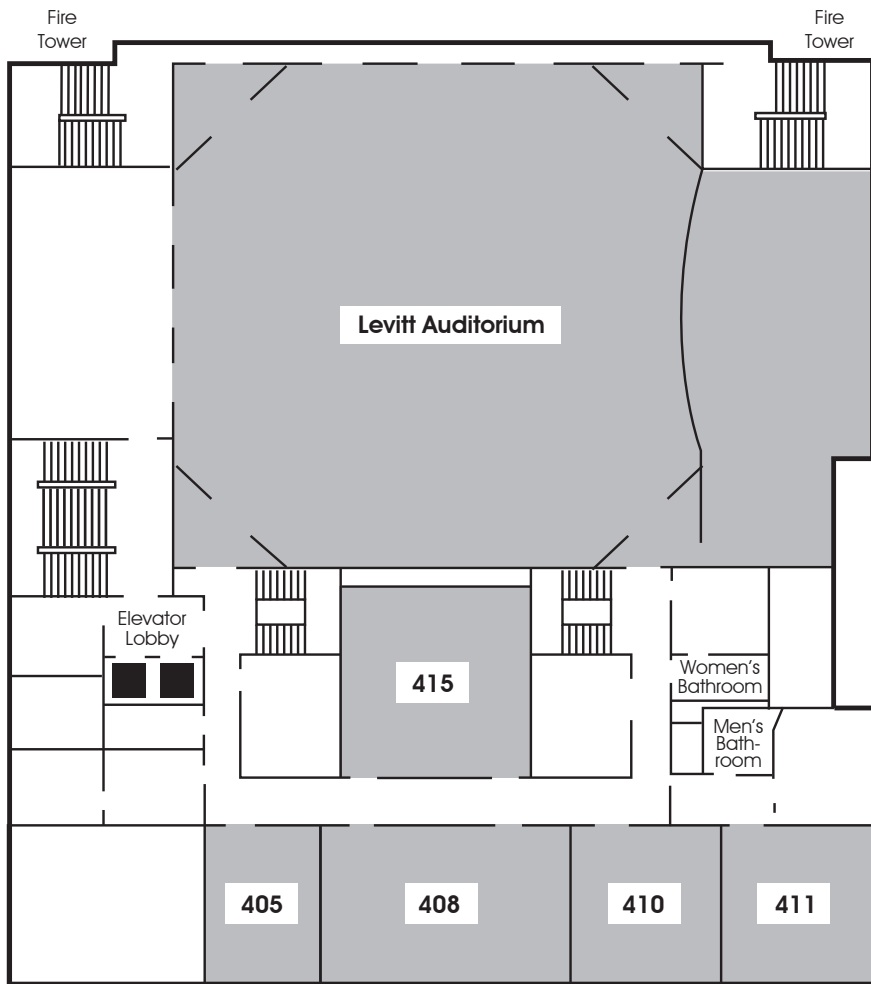 Fire
Tower
Fire
Tower
Levitt Auditorium
Elevator
Lobby
415
Women's
Bathroom
Men's
Bath-
room
405
408
410
411